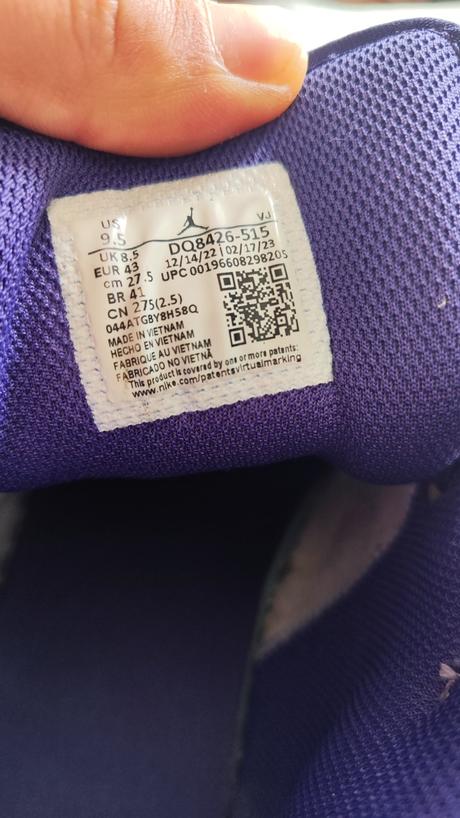 US
9.5
VJ
UK 8.5 DQ8426-515
EUR 43 12/14/22 | 02/17/23
cm 27.5 UPC 00196608298205
BR 41
CN 275(2.5)
044ATGBY8H58Q
MADE IN VIETNAM
HECHO EN VIETNAM
FABRIQUE AU VIETNAM
FABRICADO NO VIETNÃ
This product is covered by one or more patents:
www.nike.com/patentsvirtualmarking